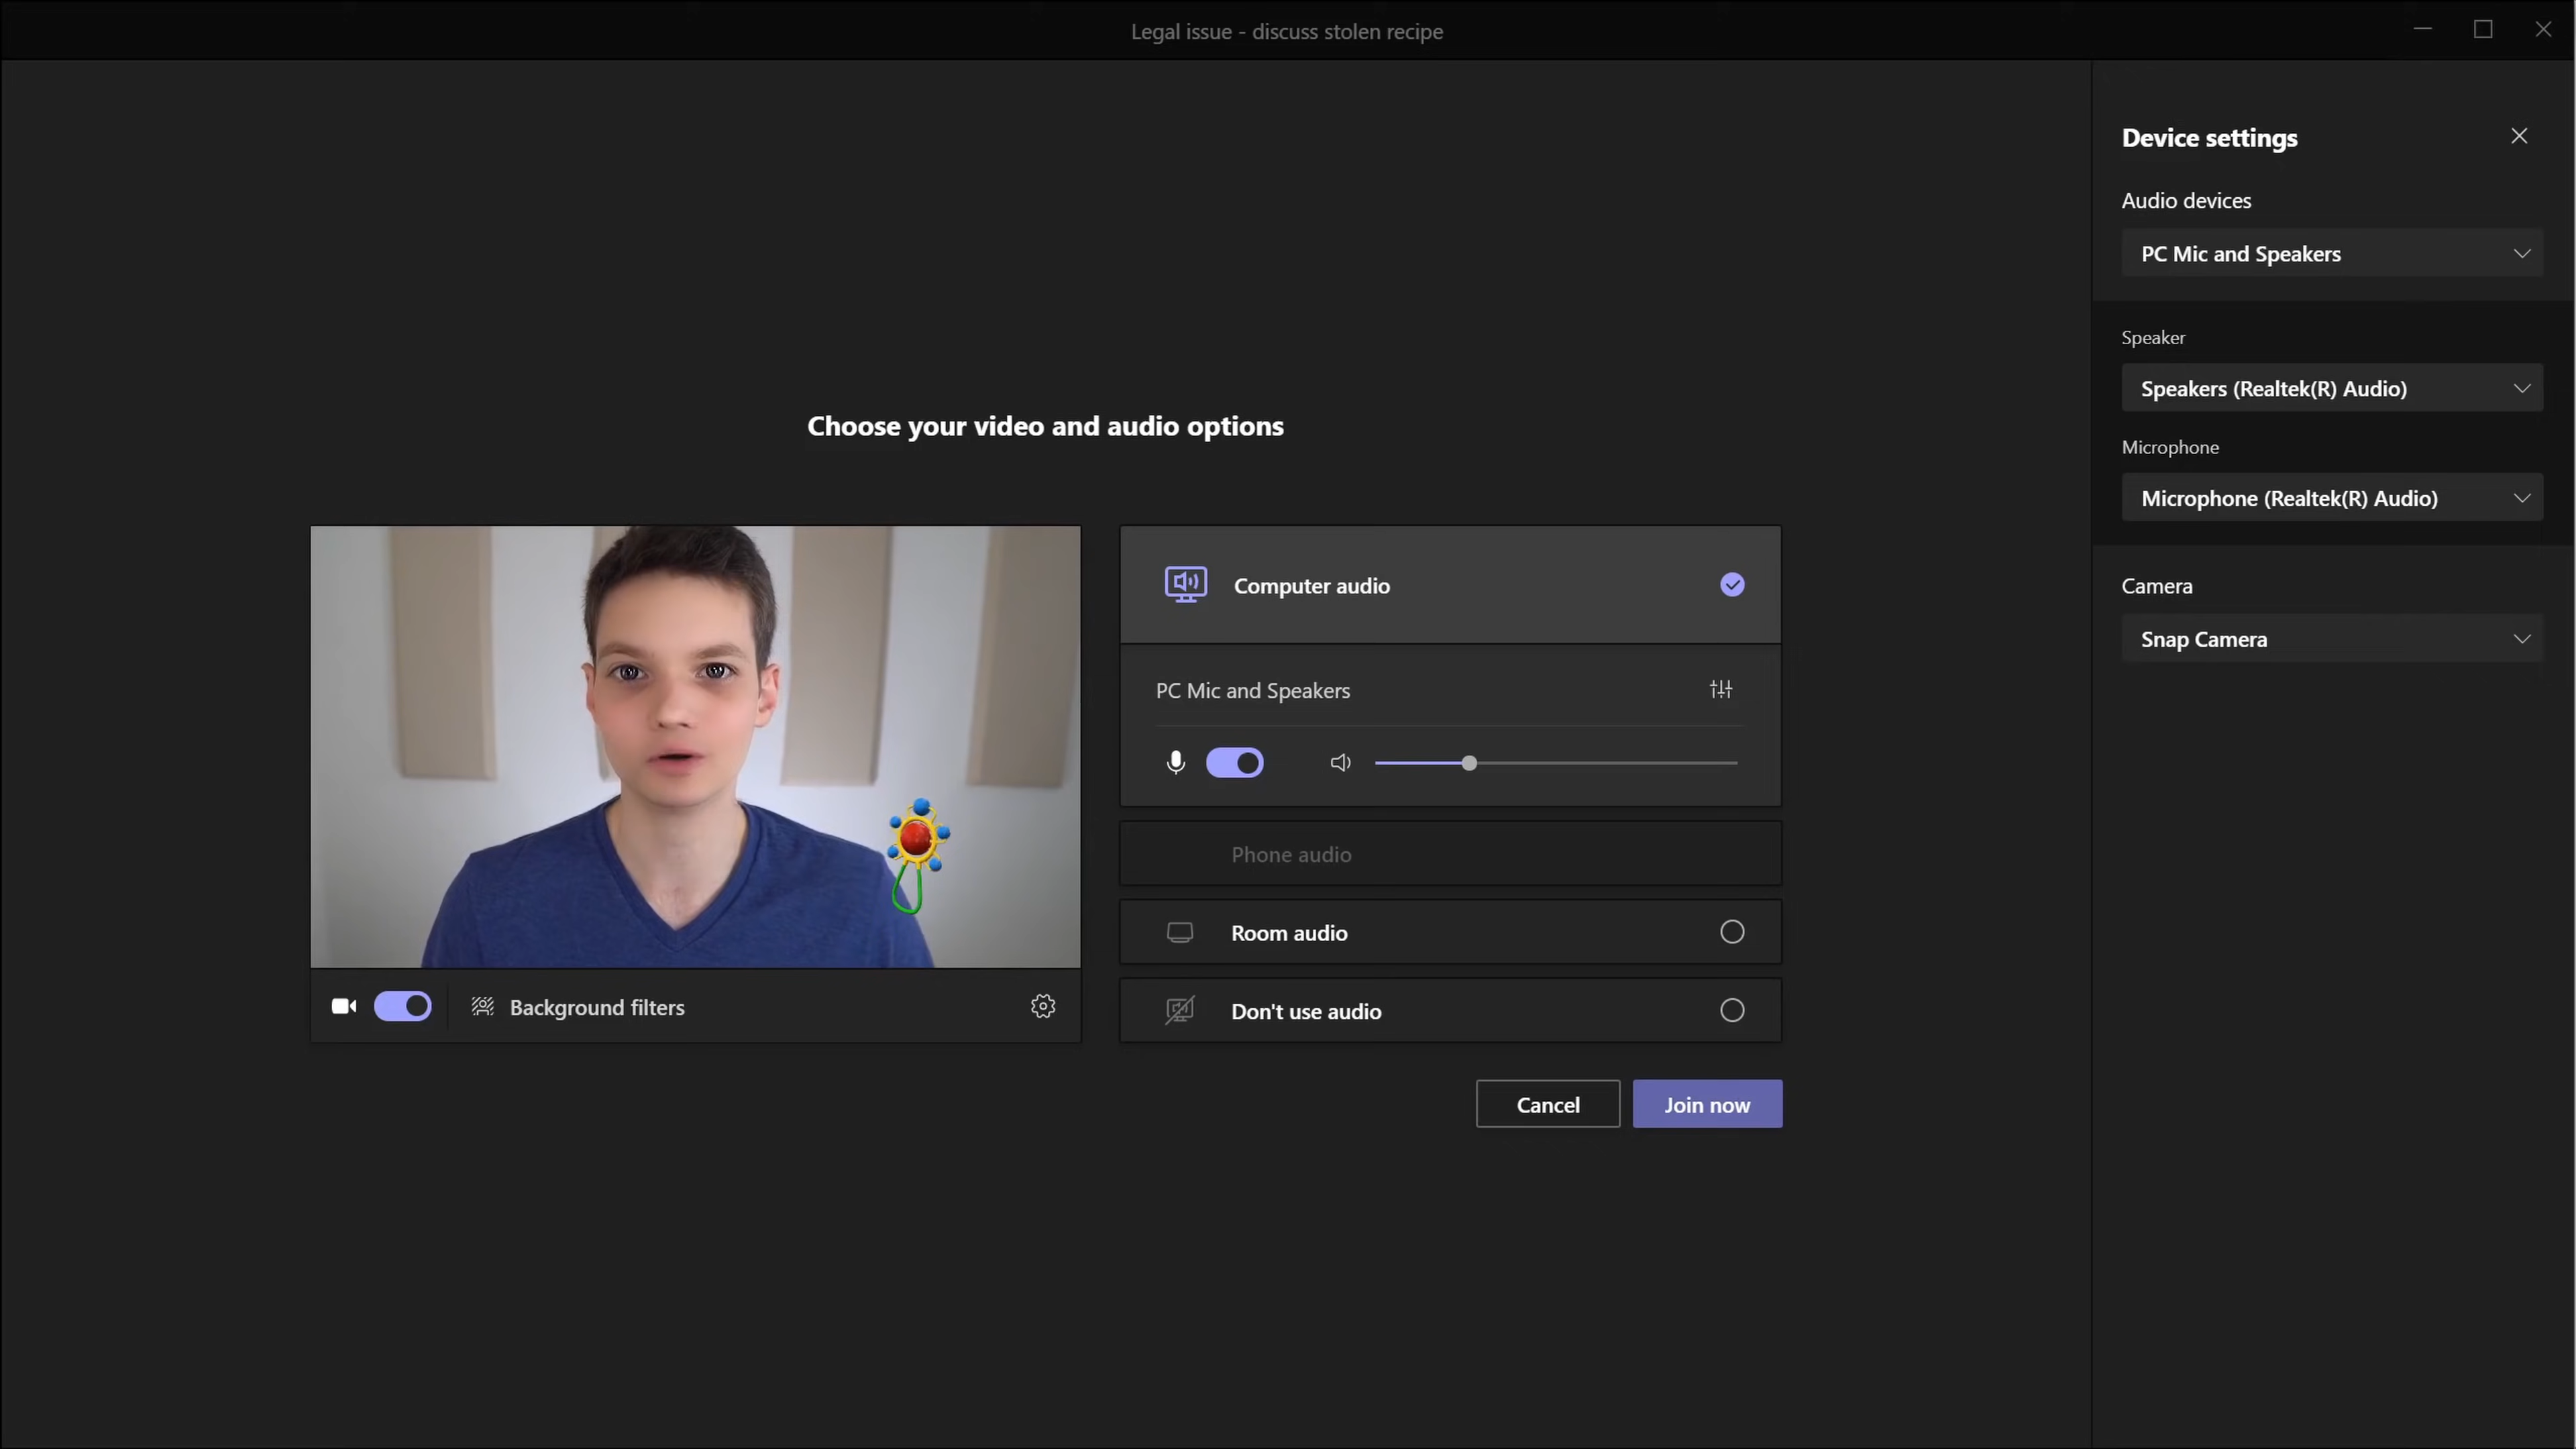 Legal issue - discuss stolen recipe
Choose your video and audio options
Background filters
Computer audio
PC Mic and Speakers
Phone audio
Room audio
Don't use audio
Cancel
Join now
Device settings
Audio devices
PC Mic and Speakers
Speaker
Speakers (Realtek(R) Audio)
Microphone
Microphone (Realtek(R) Audio)
Camera
Snap Camera